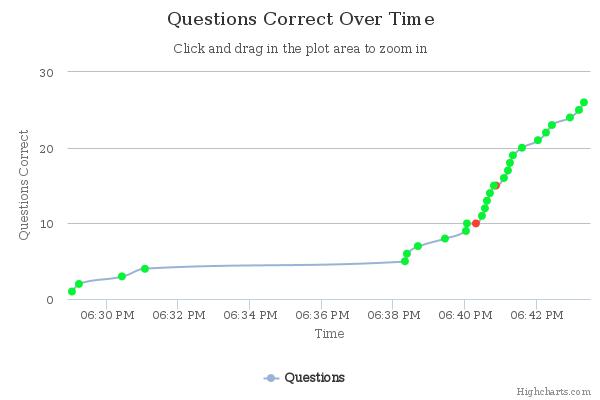 Questions Correct Over Time
Click and drag in the plot area to zoom in
Questions Correct
30
20
10
0
06:30 PM 06:32 PM 06:34 PM 06:36 PM 06:38 PM 06:40 PM 06:42 PM
Time
Questions
Highcharts.com